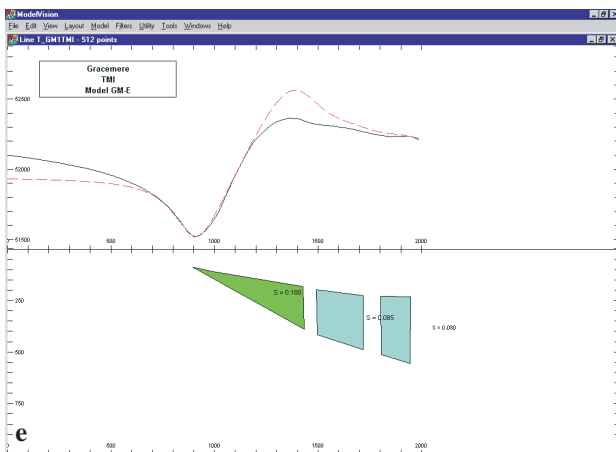 ModelVision
File Edit View Layout Model Filters Utility Tools Windows Help
Line T_GM1TMI - 512 points
Gracemere
TMI
Model GM-E
52500
52000
51500
500 1000 1500 2000
250
500
750
S = 0.180
S = 0.085
S = 0.080
e
0 500 1000 1500 2000